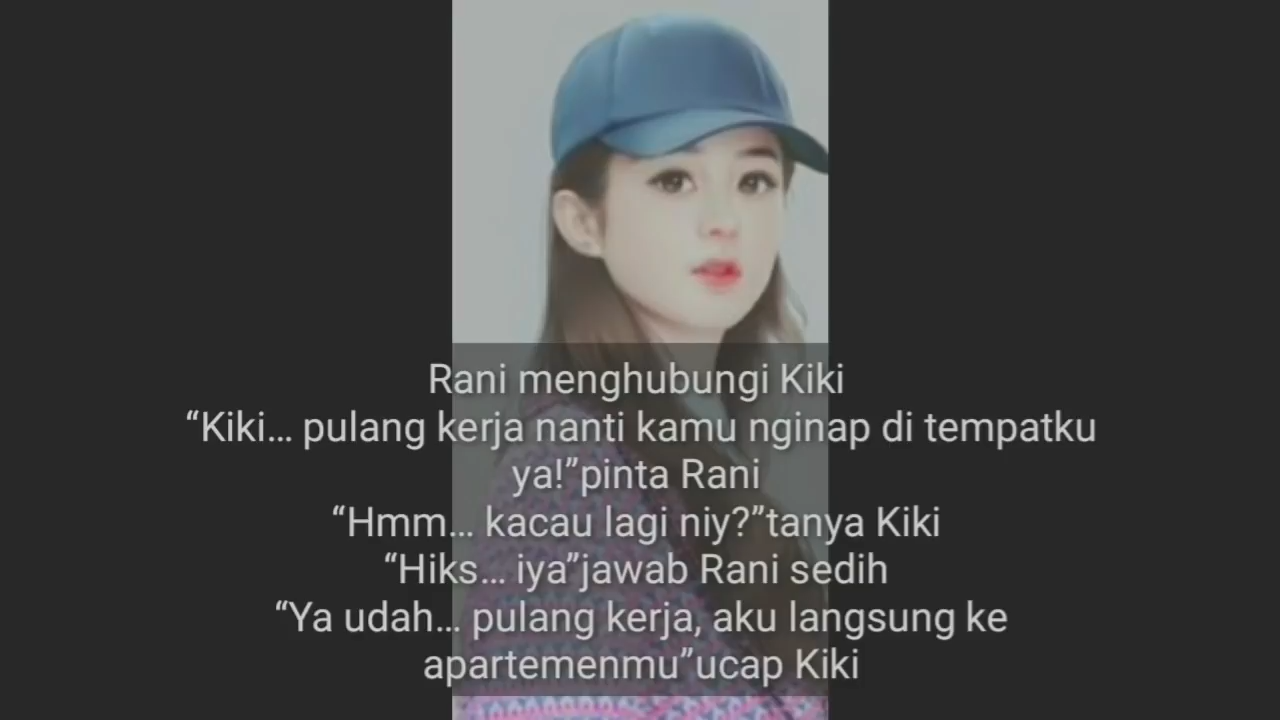 Rani menghubungi Kiki
“Kiki... pulang kerja nanti kamu nginap di tempatku
ya!”pinta Rani
“Hmm... kacau lagi niy?”tanya Kiki
“Hiks... iya”jawab Rani sedih
“Ya udah... pulang kerja, aku langsung ke
apartemenmu”ucap Kiki